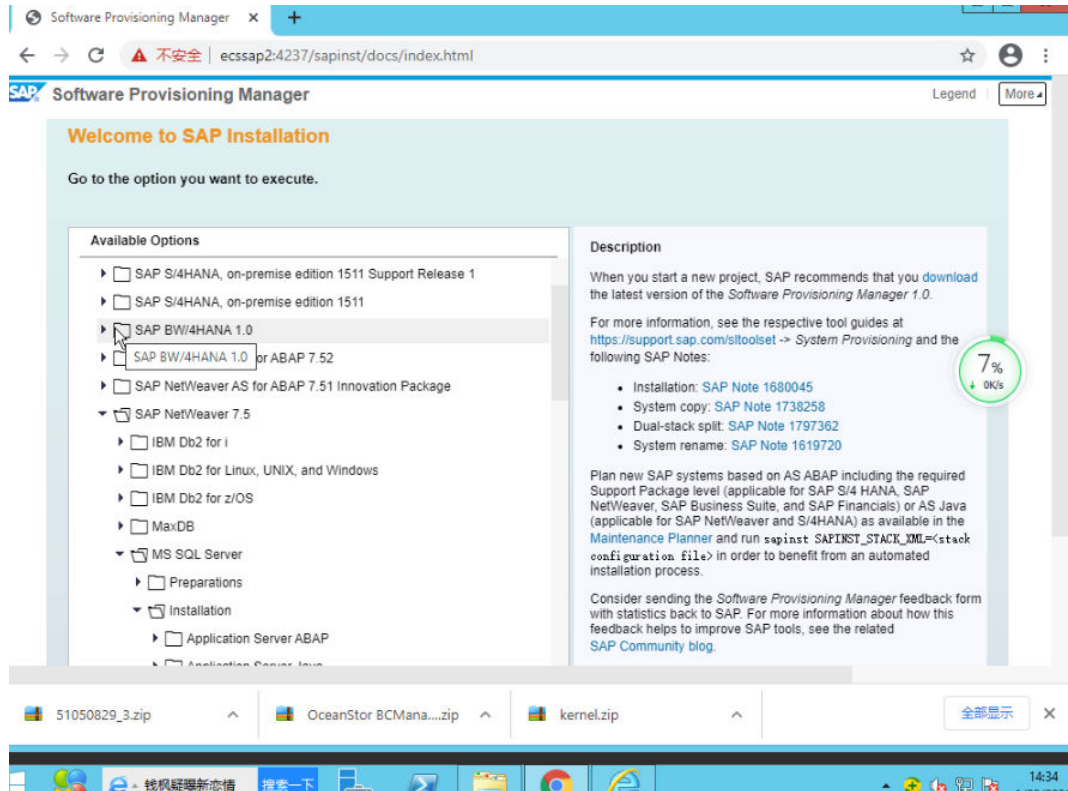 Software Provisioning Manager
不安全
ecssap2:4237/sapinst/docs/index.html
SAP
Software Provisioning Manager
Legend
More
Welcome to SAP Installation
Go to the option you want to execute.
Available Options
SAP S/4HANA, on-premise edition 1511 Support Release 1
SAP S/4HANA, on-premise edition 1511
SAP BW/4HANA 1.0
SAP BW/4HANA 1.0
or ABAP 7.52
SAP NetWeaver AS for ABAP 7.51 Innovation Package
SAP NetWeaver 7.5
IBM Db2 for i
IBM Db2 for Linux, UNIX, and Windows
IBM Db2 for z/OS
MaxDB
MS SQL Server
Preparations
Installation
Application Server ABAP
Description
When you start a new project, SAP recommends that you download
the latest version of the Software Provisioning Manager 1.0.
For more information, see the respective tool guides at
https://support.sap.com/sltoolset -> System Provisioning and the
following SAP Notes:
• Installation: SAP Note 1680045
• System copy: SAP Note 1738258
• Dual-stack split: SAP Note 1797362
• System rename: SAP Note 1619720
Plan new SAP systems based on AS ABAP including the required
Support Package level (applicable for SAP S/4 HANA, SAP
NetWeaver, SAP Business Suite, and SAP Financials) or AS Java
(applicable for SAP NetWeaver and S/4HANA) as available in the
Maintenance Planner and run sapinst SAPINST_STACK_XML=<stack
configuration file> in order to benefit from an automated
installation process.
Consider sending the Software Provisioning Manager feedback form
with statistics back to SAP. For more information about how this
feedback helps to improve SAP tools, see the related
SAP Community blog.
7%
0K/s
51050829_3.zip
OceanStor BCMana....zip
kernel.zip
全部显示
钱枫疑曝新恋情
搜索一下
14:34